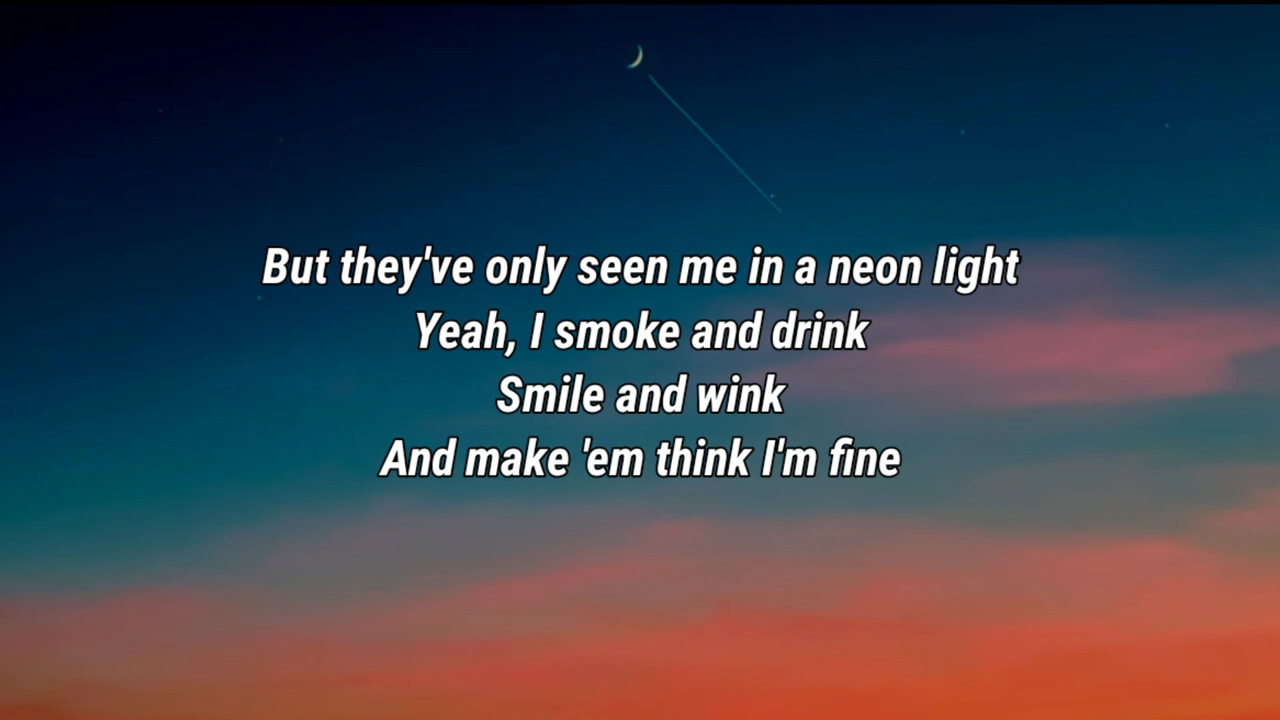 But they've only seen me in a neon light
Yeah, I smoke and drink
Smile and wink
And make 'em think I'm fine